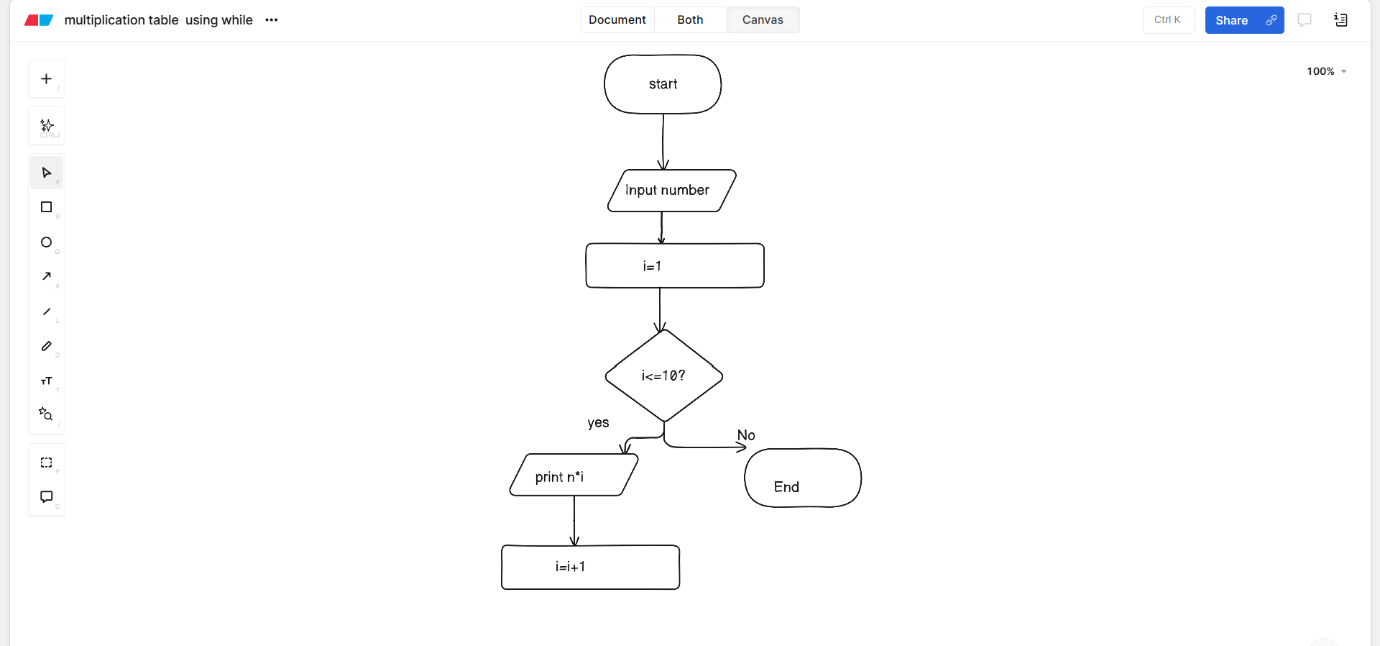 multiplication table  using while
Document
Both
Canvas
Ctrl K
Share
100%
start
Input number
i=1
i<=10?
yes
No
print n*i
End
i=i+1